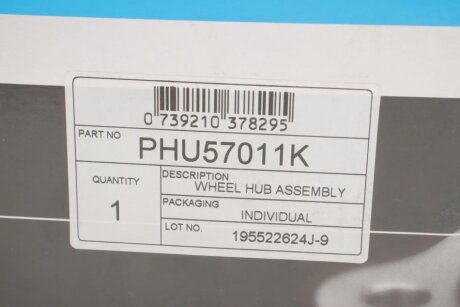 0 739210 378295
PART NO
PHU57011K
QUANTITY
1
DESCRIPTION
WHEEL HUB ASSEMBLY
PACKAGING
INDIVIDUAL
LOT NO.
195522624J-9